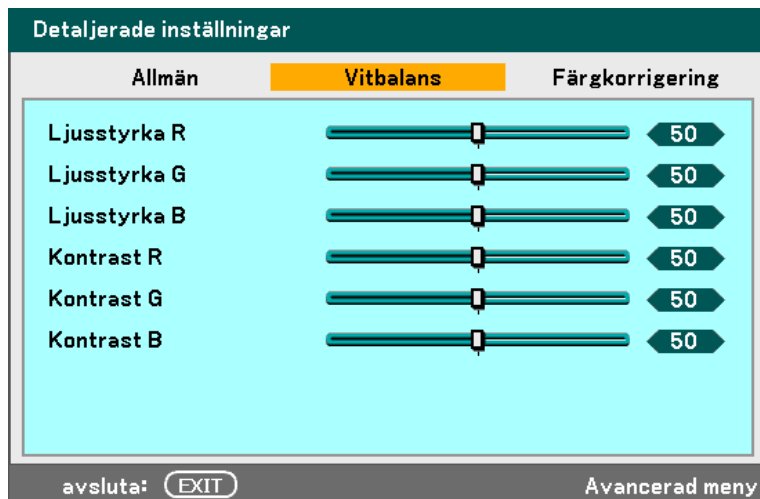 Detaljerade inställningar
Allmän Vitbalans Färgkorrigering
Ljusstyrka R 50
Ljusstyrka G 50
Ljusstyrka B 50
Kontrast R 50
Kontrast G 50
Kontrast B 50
avsluta: EXIT Avancerad meny